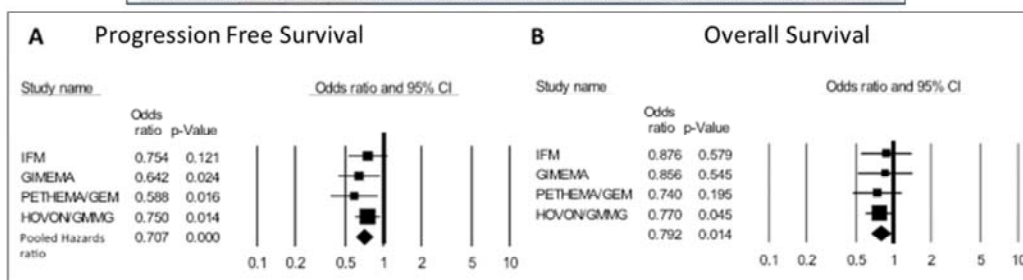 A Progression Free Survival
Study name Odds ratio and 95% CI
Odds
ratio p-Value
IFM 0.754 0.121
GIMEMA 0.642 0.024
PETHEMA/GEM 0.588 0.016
HOVON/GMMG 0.750 0.014
Pooled Hazards 0.707 0.000
ratio
0.1 0.2 0.5 1 2 5 10
B Overall Survival
Study name Odds ratio and 95% CI
Odds
ratio p-Value
IFM 0.876 0.579
GIMEMA 0.856 0.545
PETHEMA/GEM 0.740 0.195
HOVON/GMMG 0.770 0.045
0.792 0.014
0.1 0.2 0.5 1 2 5 10